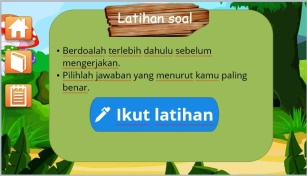 Latihan soal
• Berdoalah terlebih dahulu sebelum
mengerjakan.
• Pilihlah jawaban yang menurut kamu paling
benar.
Ikut latihan